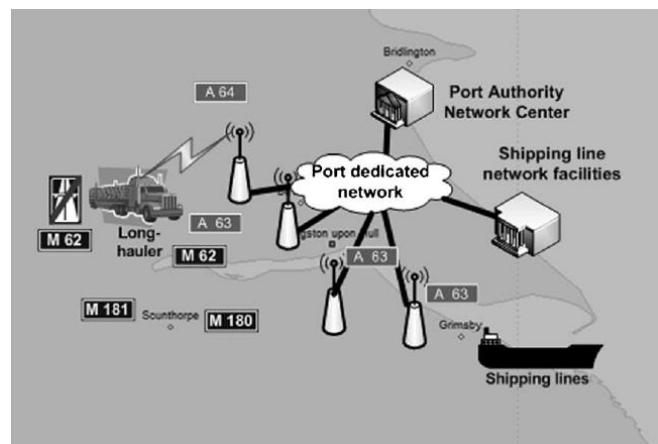 Bridlington
A 64
Port Authority
Network Center
Shipping line
network facilities
Port dedicated
network
M 62
Long-
hauler
A 63
M 62
A 63
A 63
M 181
Scunthorpe
M 180
Grimsby
Shipping lines